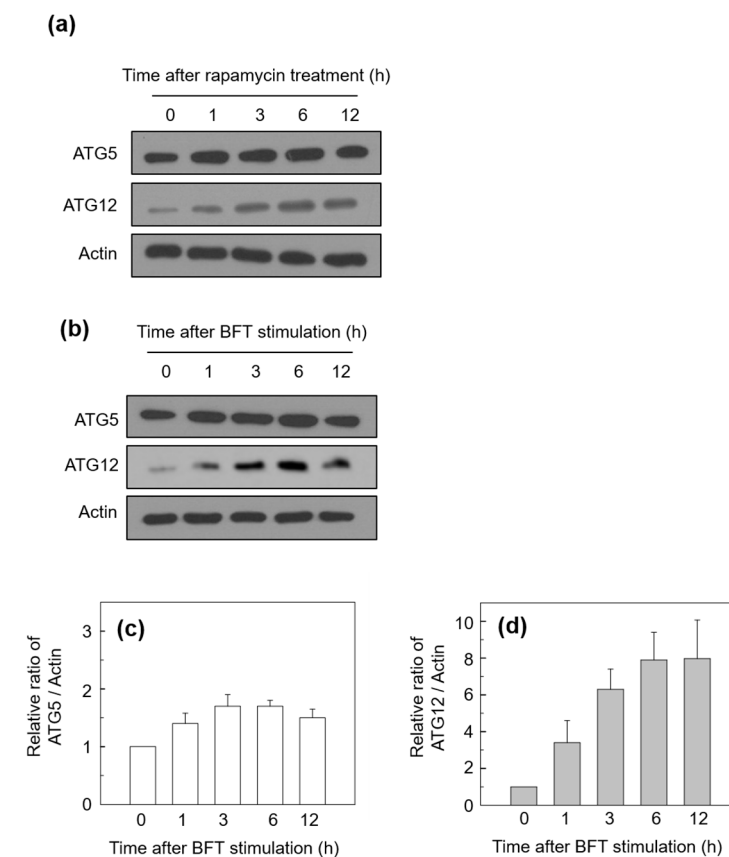 (a)
Time after rapamycin treatment (h)
0 1 3 6 12
ATG5
ATG12
Actin
(b)
Time after BFT stimulation (h)
0 1 3 6 12
ATG5
ATG12
Actin
(c)
Relative ratio of
ATG5 / Actin
3
2
1
0
0 1 3 6 12
Time after BFT stimulation (h)
(d)
Relative ratio of
ATG12 / Actin
10
8
6
4
2
0
0 1 3 6 12
Time after BFT stimulation (h)